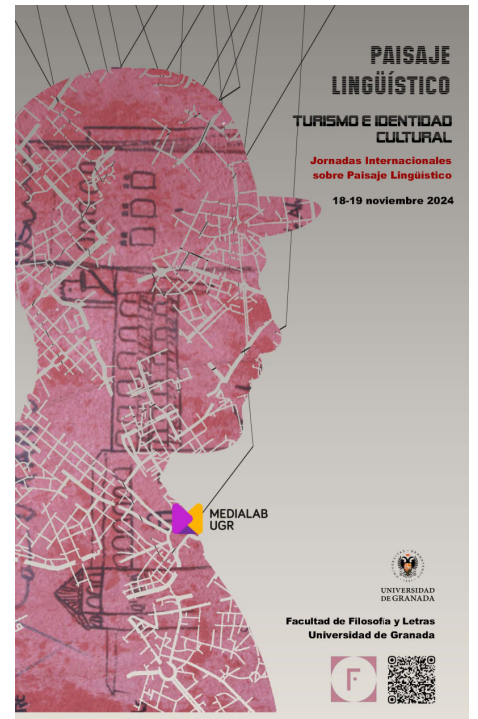 PAISAJE
LINGÜÍSTICO
TURISMO E IDENTIDAD
CULTURAL
Jornadas Internacionales
sobre Paisaje Lingüístico
18-19 noviembre 2024
MEDIALAB
UGR
UNIVERSIDAD
DE GRANADA
Facultad de Filosofía y Letras
Universidad de Granada
F